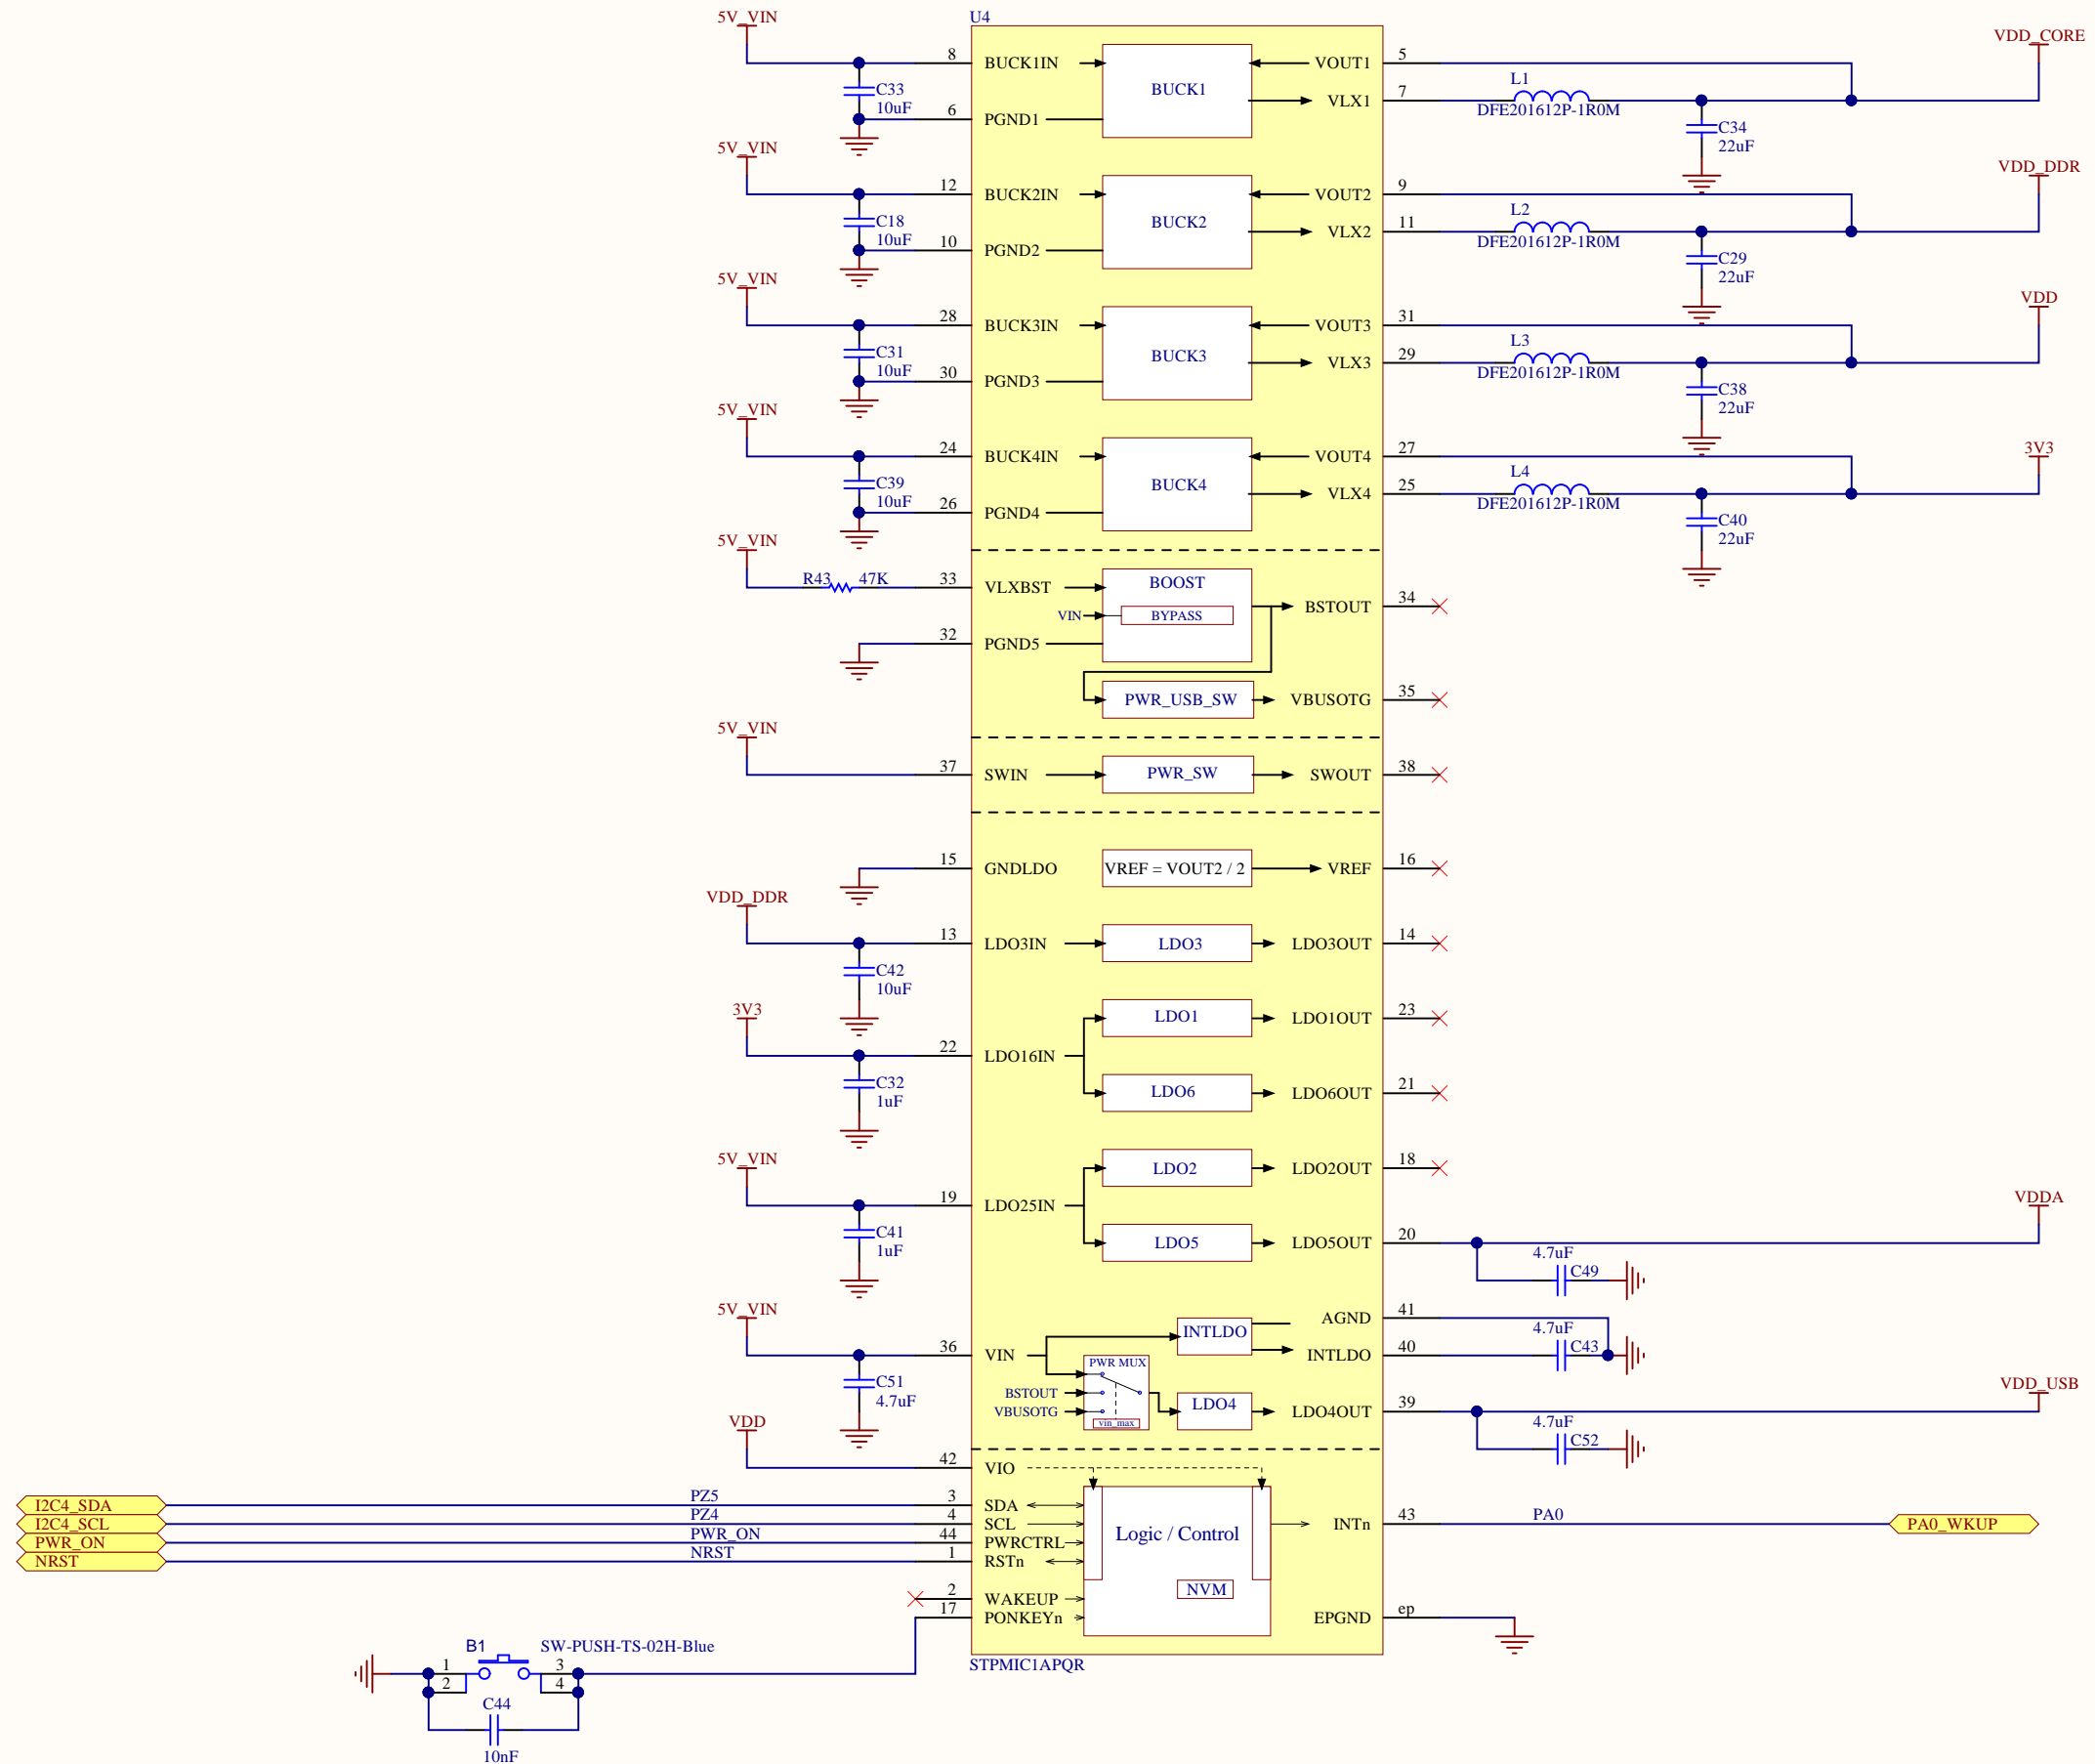 U4
5V_VIN
8
BUCK1IN
C33
10uF
6
PGND1
BUCK1
VOUT1
5
VLX1
7
L1
DFE201612P-1R0M
C34
22uF
VDD_CORE
5V_VIN
12
BUCK2IN
C18
10uF
10
PGND2
BUCK2
VOUT2
9
VLX2
11
L2
DFE201612P-1R0M
C29
22uF
VDD_DDR
5V_VIN
28
BUCK3IN
C31
10uF
30
PGND3
BUCK3
VOUT3
31
VLX3
29
L3
DFE201612P-1R0M
C38
22uF
VDD
5V_VIN
24
BUCK4IN
C39
10uF
26
PGND4
BUCK4
VOUT4
27
VLX4
25
L4
DFE201612P-1R0M
C40
22uF
3V3
5V_VIN
R43
47K
33
VLXBST
BOOST
VIN
BYPASS
BSTOUT
34
32
PGND5
PWR_USB_SW
VBUSOTG
35
5V_VIN
37
SWIN
PWR_SW
SWOUT
38
15
GNDLDO
VREF = VOUT2 / 2
VREF
16
VDD_DDR
13
LDO3IN
LDO3
LDO3OUT
14
C42
10uF
3V3
22
LDO16IN
LDO1
LDO1OUT
23
C32
1uF
LDO6
LDO6OUT
21
5V_VIN
19
LDO25IN
LDO2
LDO2OUT
18
C41
1uF
LDO5
LDO5OUT
20
VDDA
4.7uF
C49
5V_VIN
36
VIN
C51
4.7uF
INTLDO
AGND
41
INTLDO
40
4.7uF
C43
PWR MUX
BSTOUT
VBUSOTG
vin_max
LDO4
LDO4OUT
39
VDD_USB
4.7uF
C52
VDD
42
VIO
I2C4_SDA
PZ5
3
SDA
I2C4_SCL
PZ4
4
SCL
PWR_ON
PWR_ON
44
PWRCTRL
NRST
NRST
1
RSTn
Logic / Control
NVM
INTn
43
PA0
PA0_WKUP
2
WAKEUP
17
PONKEYn
EPGND
ep
B1
SW-PUSH-TS-02H-Blue
1
2
3
4
C44
10nF
STPMIC1APQR